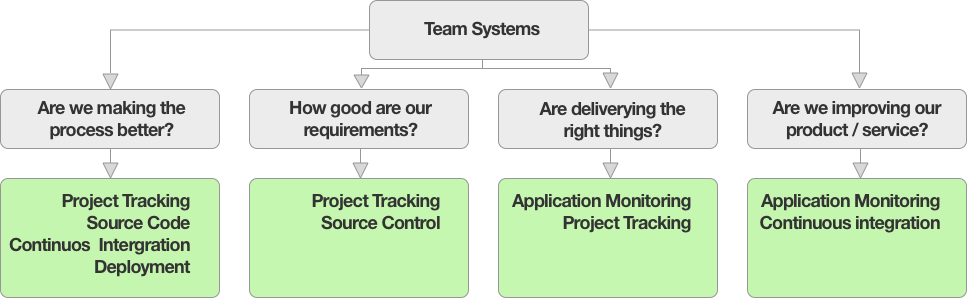 Team Systems
Are we making the
process better?
How good are our
requirements?
Are deliverying the
right things?
Are we improving our
product / service?
Project Tracking
Source Code
Continuos Intergration
Deployment
Project Tracking
Source Control
Application Monitoring
Project Tracking
Application Monitoring
Continuous integration